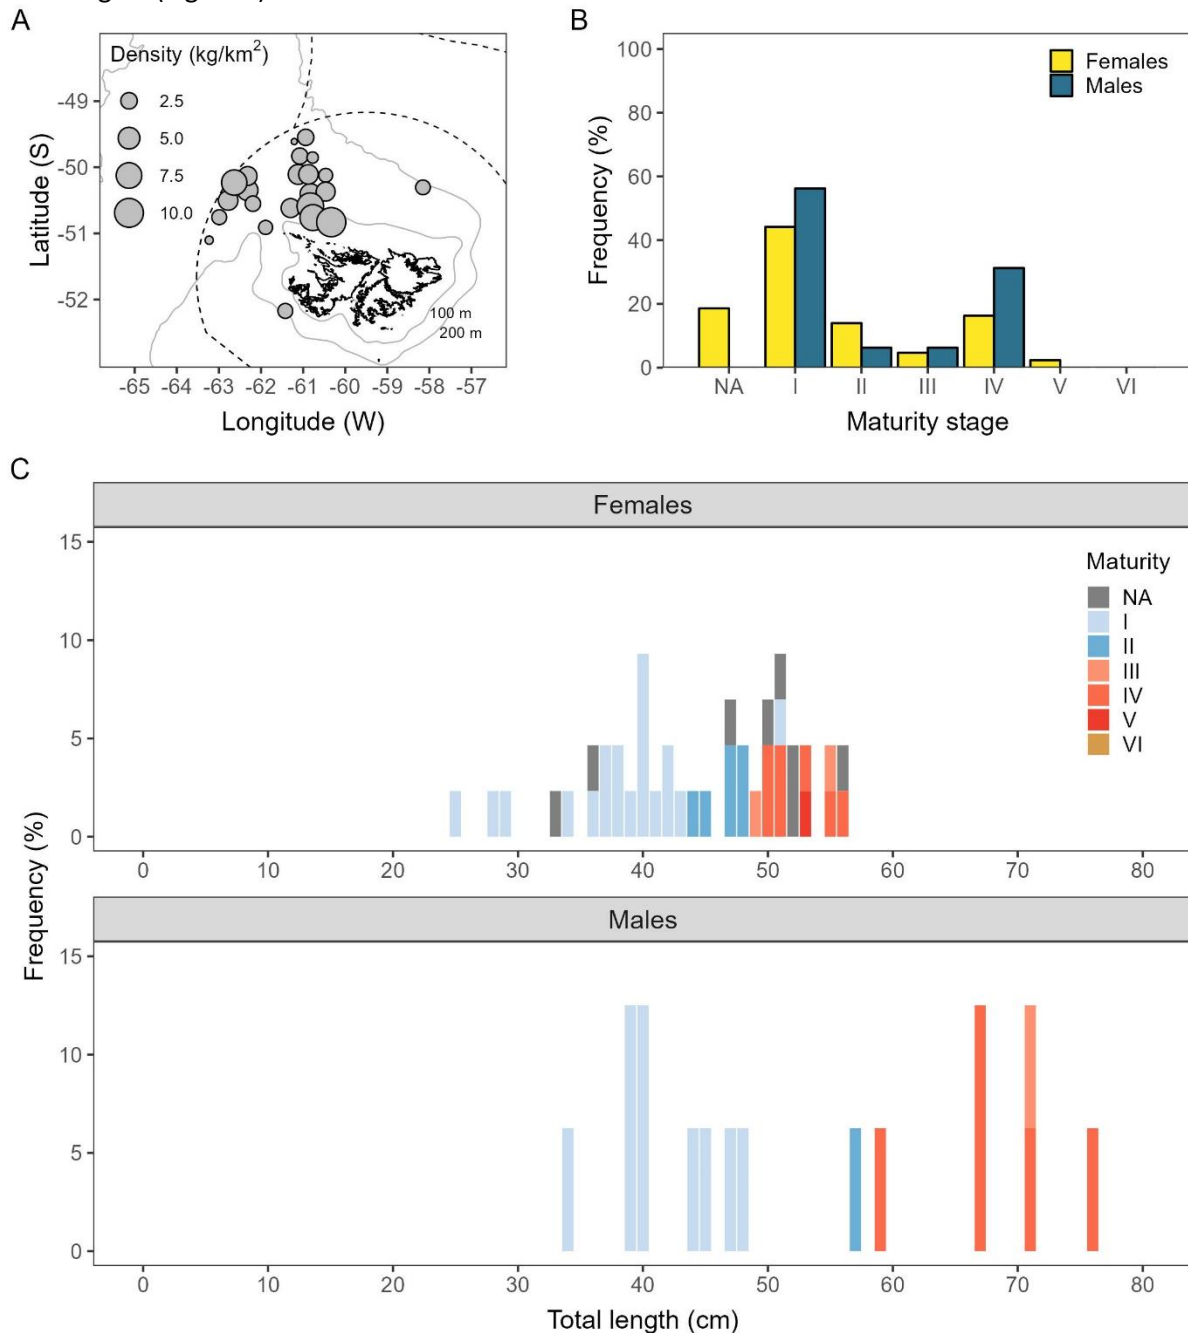 A
Density (kg/km²)
2.5
5.0
7.5
10.0
-49
-50
-51
-52
Latitude (S)
100 m
200 m
-65 -64 -63 -62 -61 -60 -59 -58 -57
Longitude (W)
B
Females
Males
100
80
60
40
20
0
Frequency (%)
NA I II III IV V VI
Maturity stage
C
Females
15
10
5
0
Maturity
NA
I
II
III
IV
V
VI
0 10 20 30 40 50 60 70 80
Frequency (%)
Males
15
10
5
0
0 10 20 30 40 50 60 70 80
Total length (cm)